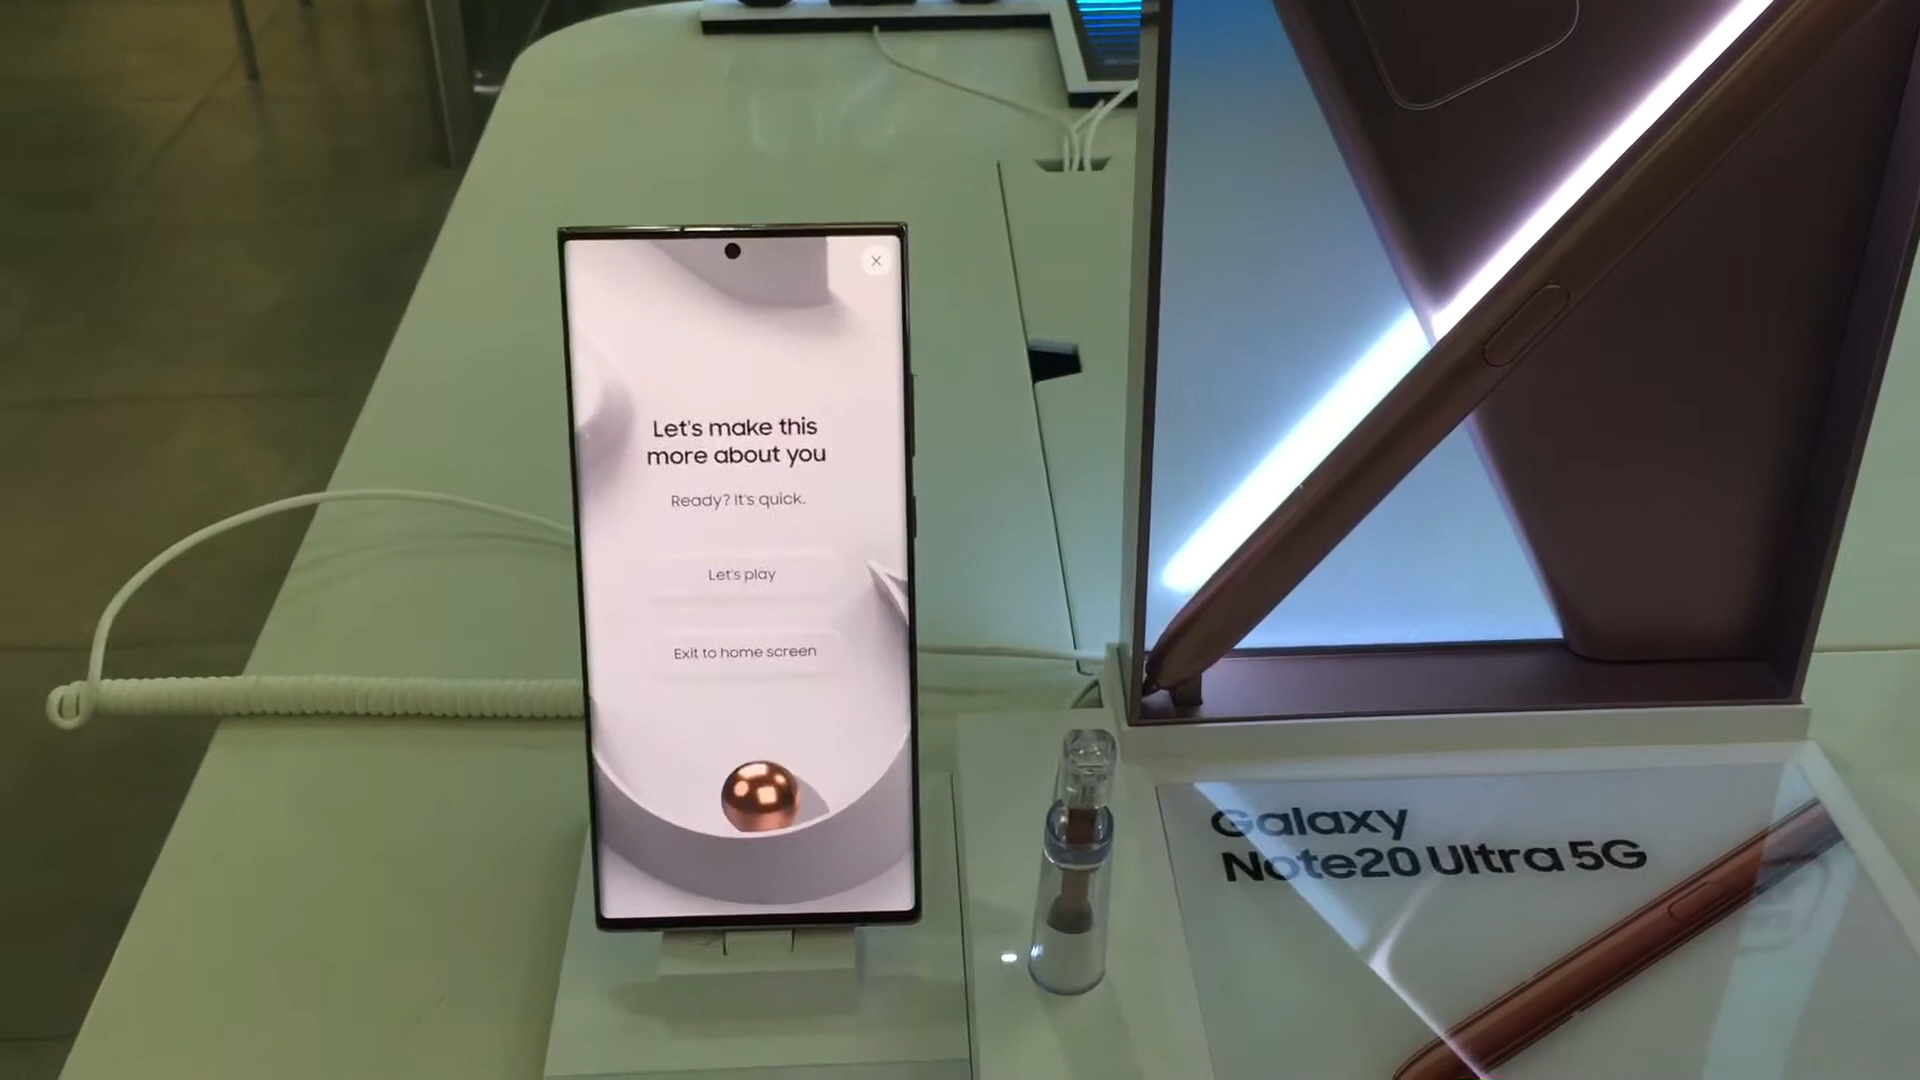 Let's make this
more about you
Ready? It's quick.
Let's play
Exit to home screen
Galaxy
Note20 Ultra 5G